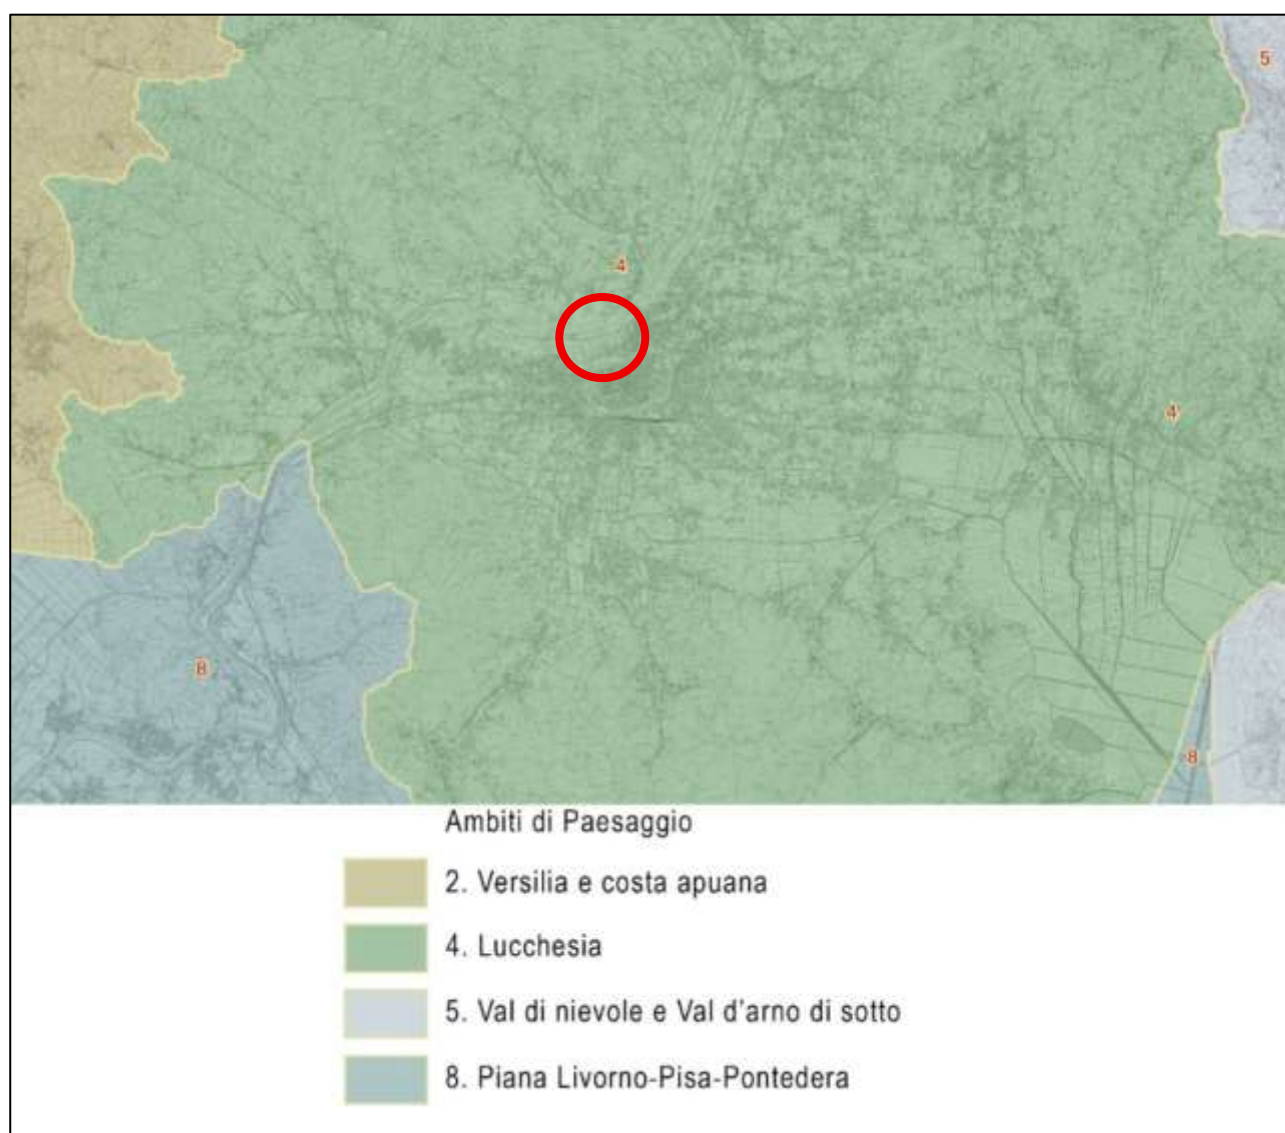 5
4
4
8
8
Ambiti di Paesaggio
2. Versilia e costa apuana
4. Lucchesia
5. Val di nievole e Val d'arno di sotto
8. Piana Livorno-Pisa-Pontedera